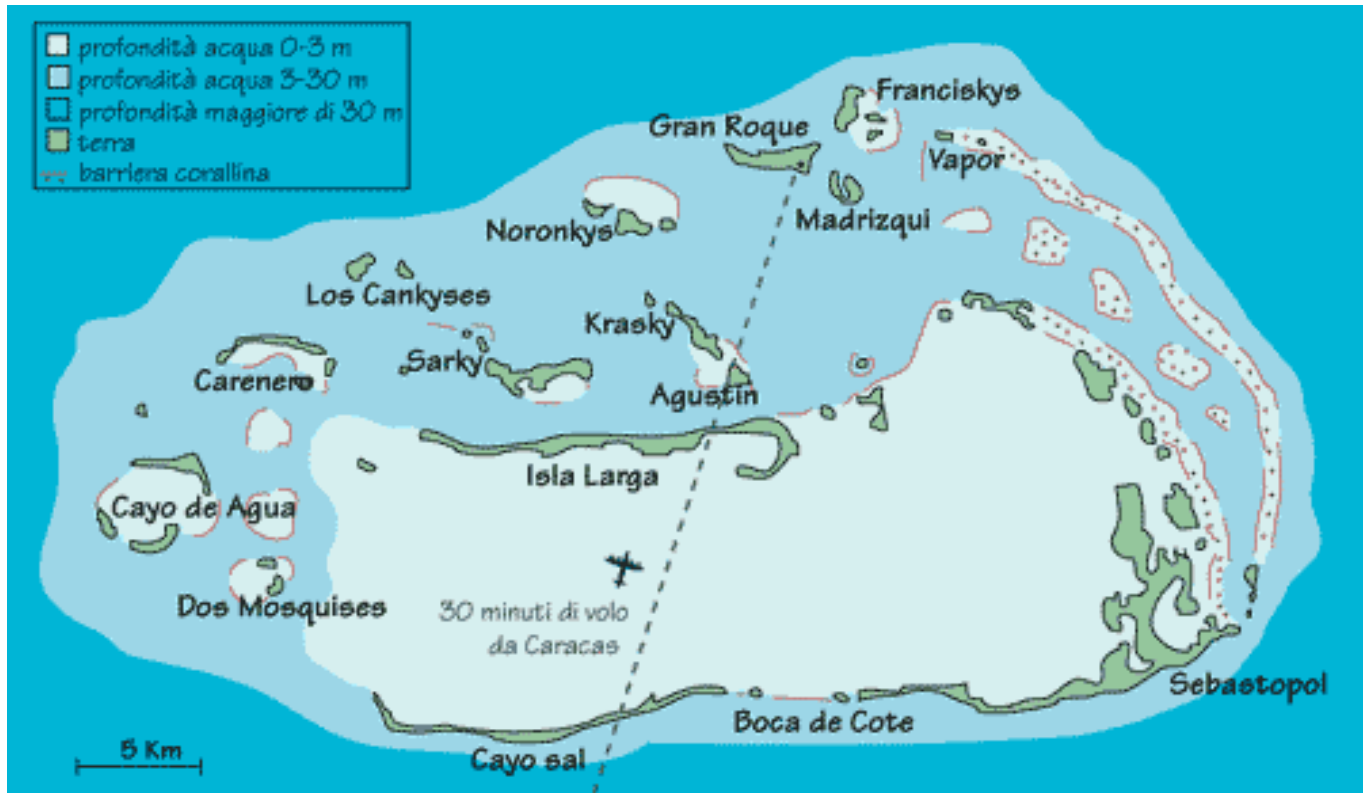 profondità acqua 0-3 m
profondità acqua 3-30 m
profondità maggiore di 30 m
terra
barriera corallina
Franciskys
Gran Roque
Vapor
Madrizqui
Noronkys
Los Cankyses
Krasky
Sarky
Carenero
Agustin
Isla Larga
Cayo de Agua
Dos Mosquises
30 minuti di volo
da Caracas
Sebastopol
Boca de Cote
Cayo sal
5 Km